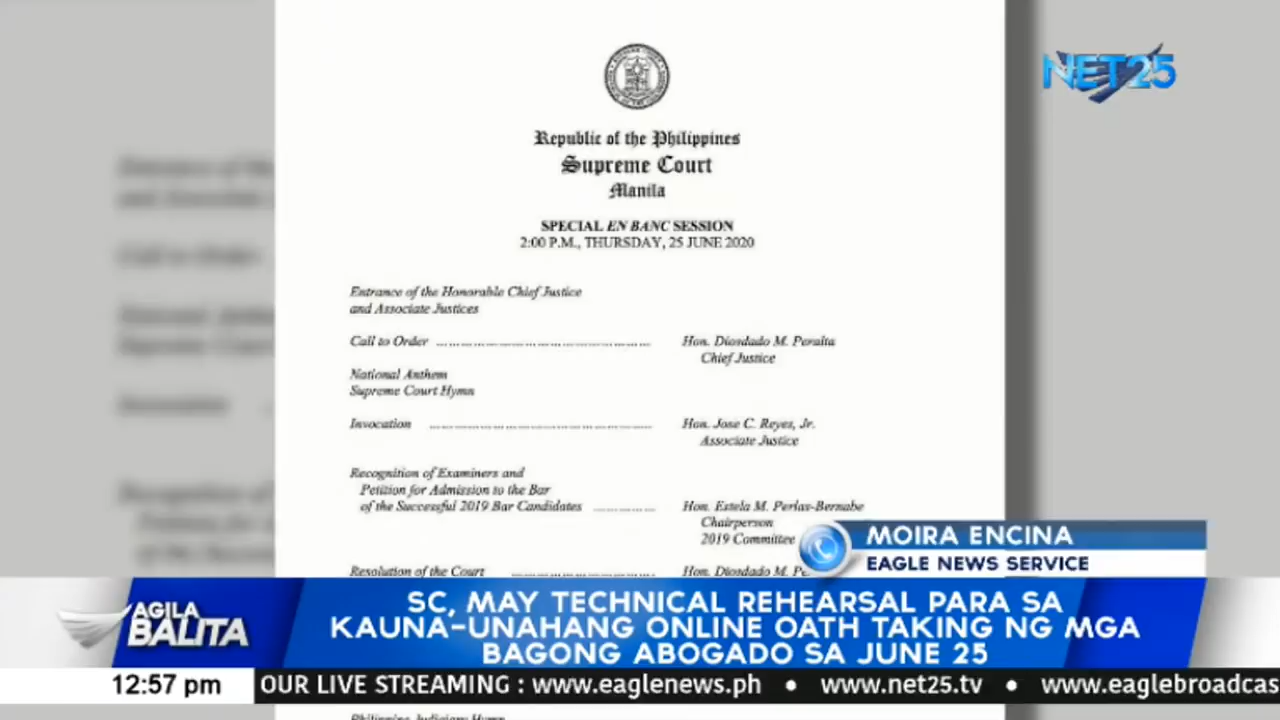 NET25
Republic of the Philippines
Supreme Court
Manila
SPECIAL EN BANC SESSION
2:00 P.M., THURSDAY, 25 JUNE 2020
Entrance of the Honorable Chief Justice
and Associate Justices
Call to Order ........................................ Hon. Diosdado M. Peralta
Chief Justice
National Anthem
Supreme Court Hymn
Invocation ........................................ Hon. Jose C. Reyes, Jr.
Associate Justice
Recognition of Examiners and
Petition for Admission to the Bar
of the Successful 2019 Bar Candidates ............ Hon. Estela M. Perlas-Bernabe
Chairperson
2019 Committee
Resolution of the Court ............................ Hon. Diosdado M.
MOIRA ENCINA
EAGLE NEWS SERVICE
AGILA
BALITA
SC, MAY TECHNICAL REHEARSAL PARA SA
KAUNA-UNAHANG ONLINE OATH TAKING NG MGA
BAGONG ABOGADO SA JUNE 25
12:57 pm
OUR LIVE STREAMING : www.eaglenews.ph • www.net25.tv • www.eaglebroadcas
Philippine Judiciary Hymn